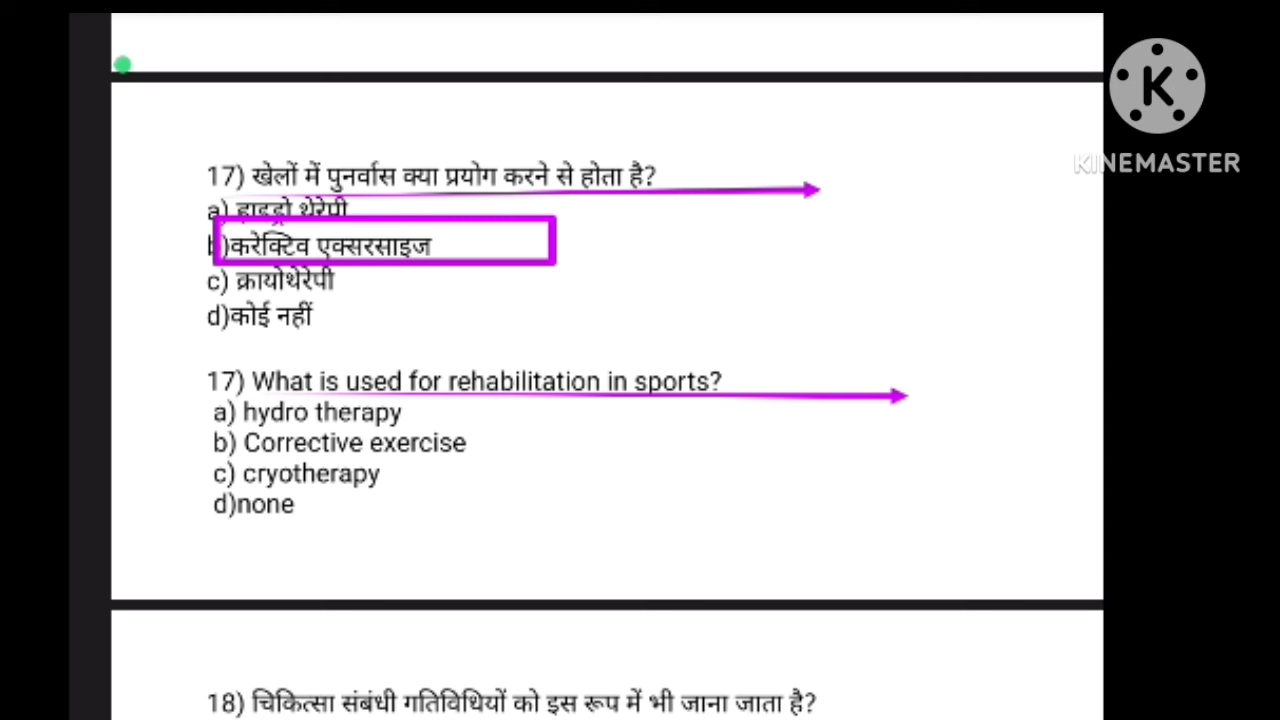 17) खेलों में पुनर्वास क्या प्रयोग करने से होता है?
a) हाइड्रो थेरेपी
b)करेक्टिव एक्सरसाइज
c) क्रायोथेरेपी
d)कोई नहीं
17) What is used for rehabilitation in sports?
a) hydro therapy
b) Corrective exercise
c) cryotherapy
d)none
18) चिकित्सा संबंधी गतिविधियों को इस रूप में भी जाना जाता है?
K
KINEMASTER